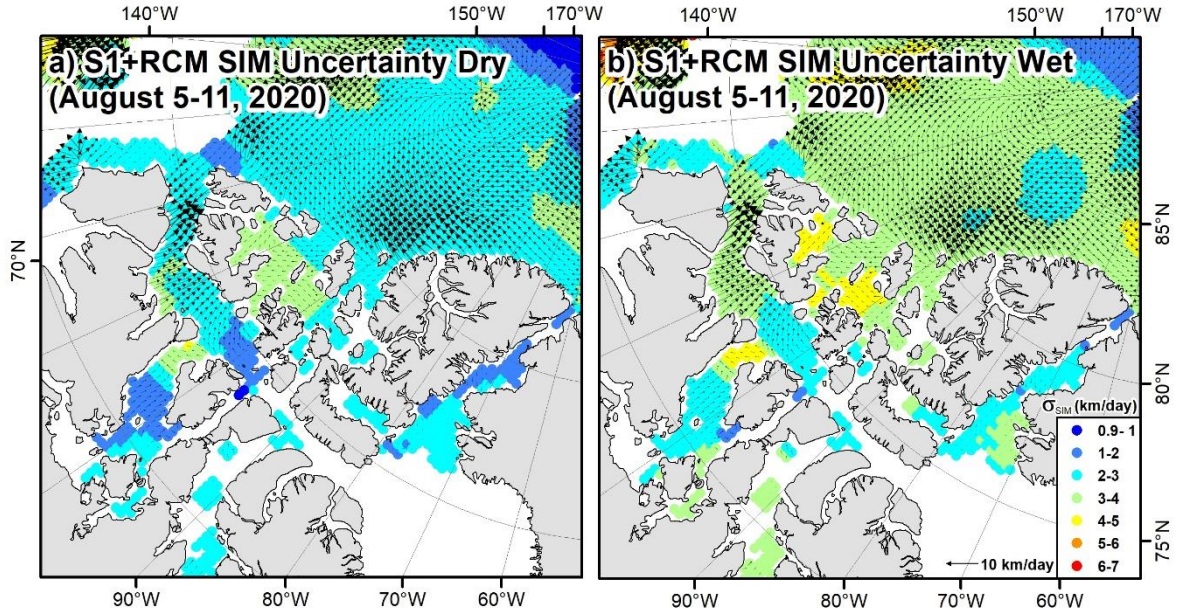 140°W 150°W 170°W 140°W 150°W 170°W
a) S1+RCM SIM Uncertainty Dry
(August 5-11, 2020)
b) S1+RCM SIM Uncertainty Wet
(August 5-11, 2020)
70°N
85°N
80°N
75°N
σSIM (km/day)
0.9- 1
1-2
2-3
3-4
4-5
5-6
6-7
10 km/day
90°W 80°W 70°W 60°W 90°W 80°W 70°W 60°W